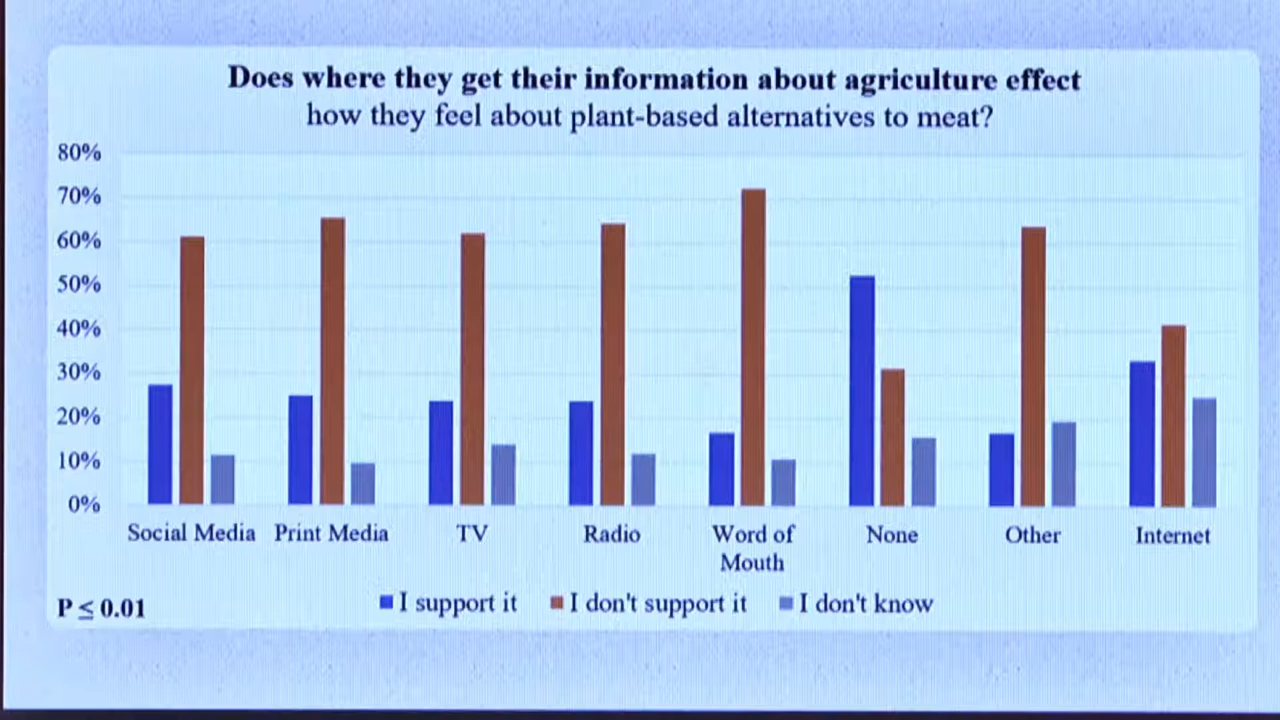 Does where they get their information about agriculture effect
how they feel about plant-based alternatives to meat?
80%
70%
60%
50%
40%
30%
20%
10%
0%
Social Media Print Media TV Radio Word of Mouth None Other Internet
I support it I don't support it I don't know
P ≤ 0.01